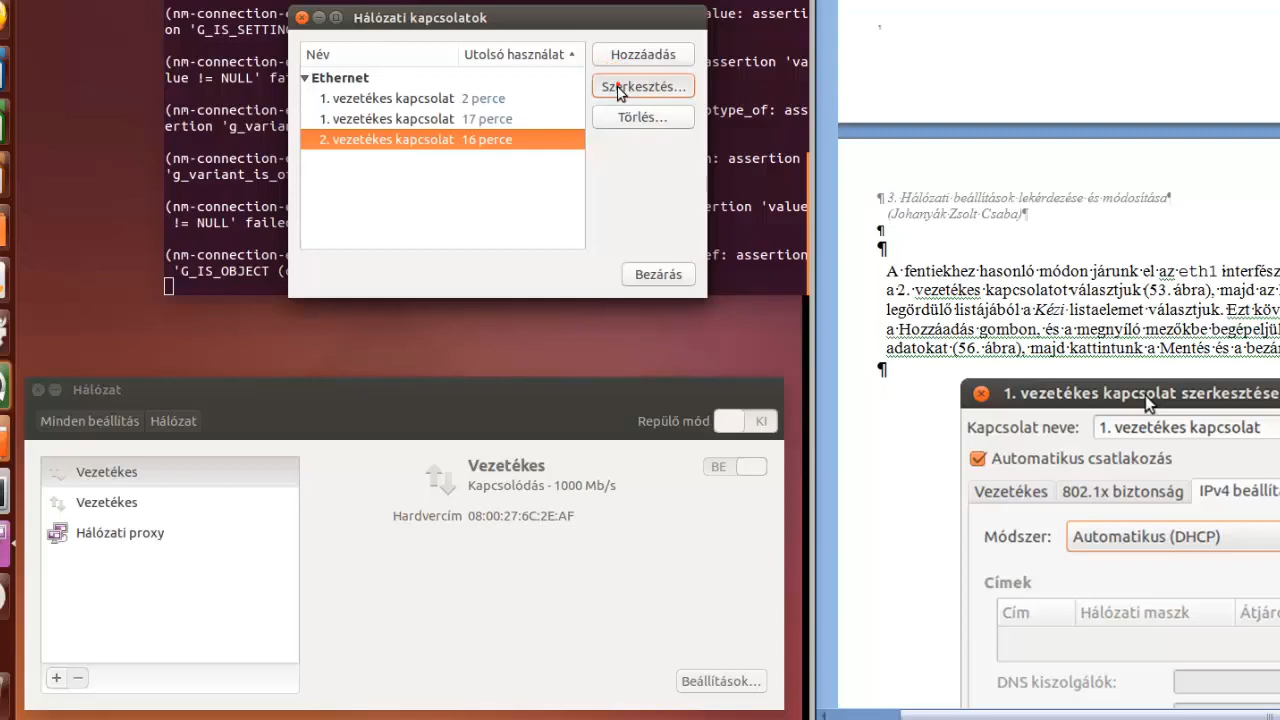 (nm-connection-e
on 'G_IS_SETTIN
(nm-connection-e
lue != NULL' fa
(nm-connection-e
ertion 'g_varian
(nm-connection-e
'g_variant_is_o
(nm-connection-e
!= NULL' failed
(nm-connection-e
'G_IS_OBJECT (o
alue: asserti
assertion 'va
otype_of: ass
n: assertion
ertion 'value
ef: assertion
Hálózati kapcsolatok
Név
Utolsó használat
Ethernet
1. vezetékes kapcsolat 2 perce
1. vezetékes kapcsolat 17 perce
2. vezetékes kapcsolat 16 perce
Hozzáadás
Szerkesztés...
Törlés...
Bezárás
Hálózat
Minden beállítás
Hálózat
Repülő mód
KI
Vezetékes
Vezetékes
Hálózati proxy
Vezetékes
Kapcsolódás - 1000 Mb/s
BE
Hardvercím 08:00:27:6C:2E:AF
+ −
Beállítások...
¶
¶ 3. Hálózati·beállítások·lekérdezése·és·módosítása¶
(Johanyák·Zsolt·Csaba)¶
¶
¶
A·fentiekhez·hasonló·módon·járunk·el·az·eth1·interfész
a·2.·vezetékes·kapcsolatot·választjuk·(53.·ábra),·majd·az·
legördülő·listájából·a·Kézi·listaelemet·választjuk.·Ezt·köv
a·Hozzáadás·gombon,·és·a·megnyíló·mezőkbe·begépeljük
adatokat·(56.·ábra),·majd·kattintunk·a·Mentés·és·a·bezár
¶
1. vezetékes kapcsolat szerkesztése
Kapcsolat neve: 1. vezetékes kapcsolat
Automatikus csatlakozás
Vezetékes
802.1x biztonság
IPv4 beállít
Módszer: Automatikus (DHCP)
Címek
Cím
Hálózati maszk
Átjáró
DNS kiszolgálók: